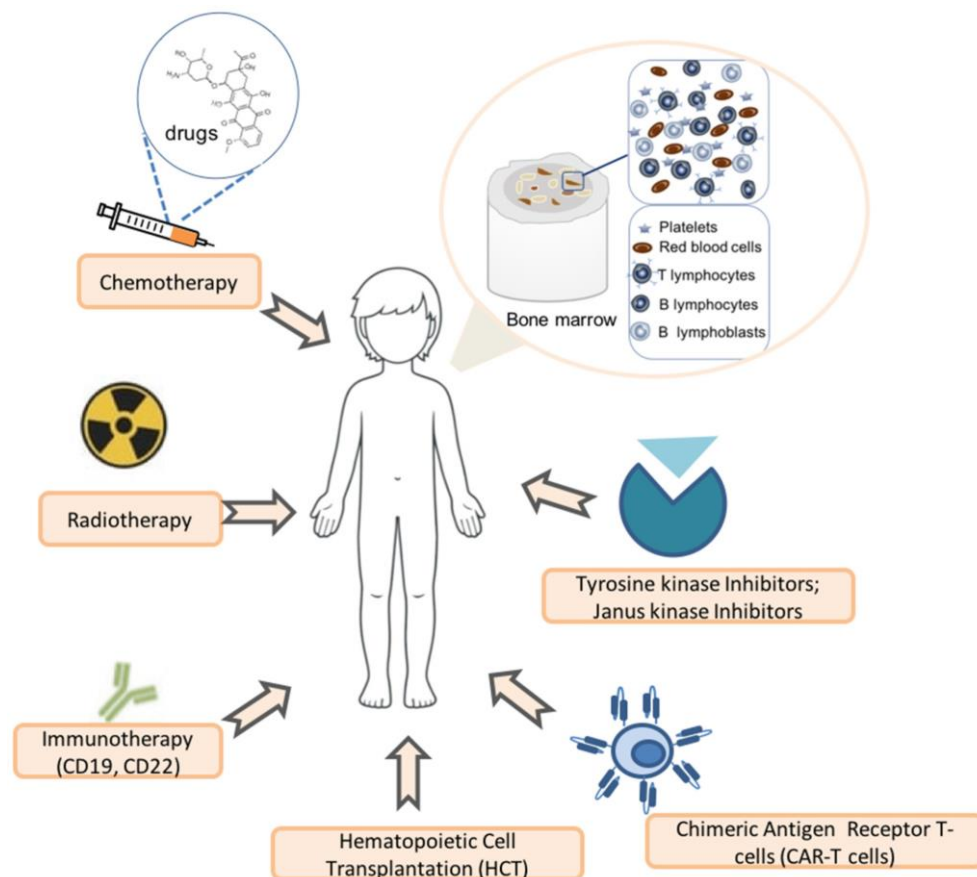 drugs
Chemotherapy
Platelets
Red blood cells
T lymphocytes
B lymphocytes
B lymphoblasts
Bone marrow
Radiotherapy
Tyrosine kinase Inhibitors;
Janus kinase Inhibitors
Immunotherapy
(CD19, CD22)
Hematopoietic Cell
Transplantation (HCT)
Chimeric Antigen Receptor T-
cells (CAR-T cells)